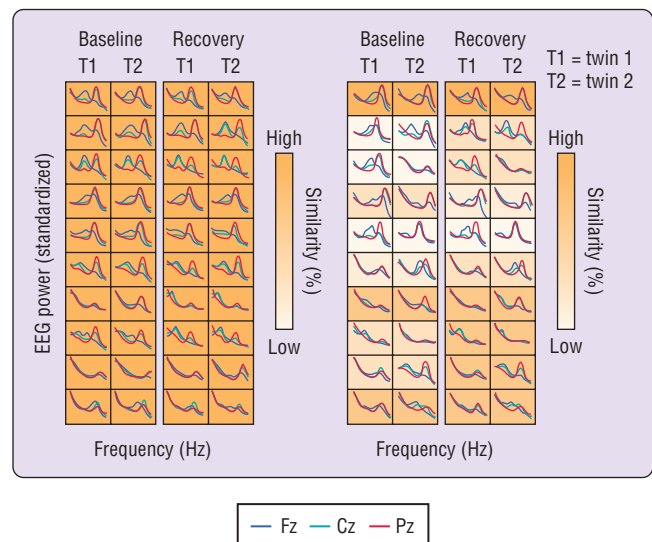 Baseline Recovery
T1 T2 T1 T2
Baseline Recovery
T1 T2 T1 T2
T1 = twin 1
T2 = twin 2
EEG power (standardized)
High
Similarity (%)
Low
High
Similarity (%)
Low
Frequency (Hz)
Frequency (Hz)
Fz Cz Pz